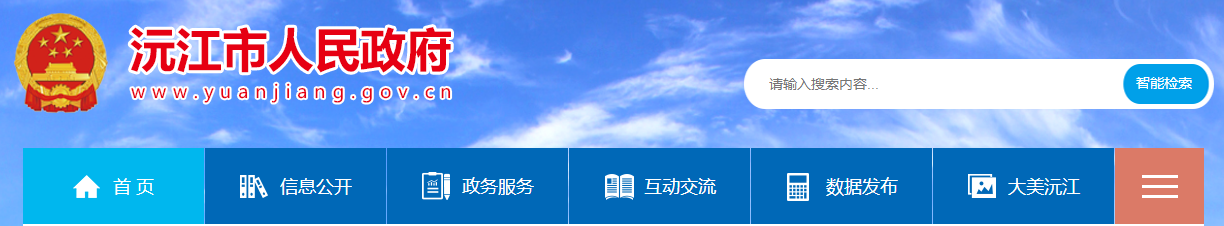 沅江市人民政府
www.yuanjiang.gov.cn
请输入搜索内容...
智能检索
首页
信息公开
政务服务
互动交流
数据发布
大美沅江